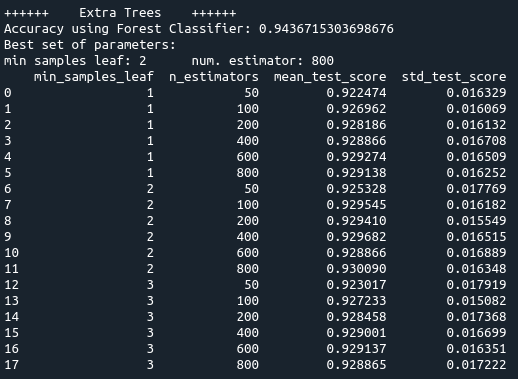 ++++++    Extra Trees    ++++++
Accuracy using Forest Classifier: 0.9436715303698676
Best set of parameters:
min samples leaf: 2      num. estimator: 800
    min_samples_leaf  n_estimators  mean_test_score  std_test_score
0                  1            50         0.922474        0.016329
1                  1           100         0.926962        0.016069
2                  1           200         0.928186        0.016132
3                  1           400         0.928866        0.016708
4                  1           600         0.929274        0.016509
5                  1           800         0.929138        0.016252
6                  2            50         0.925328        0.017769
7                  2           100         0.929545        0.016182
8                  2           200         0.929410        0.015549
9                  2           400         0.929682        0.016515
10                 2           600         0.928866        0.016889
11                 2           800         0.930090        0.016348
12                 3            50         0.923017        0.017919
13                 3           100         0.927233        0.015082
14                 3           200         0.928458        0.017368
15                 3           400         0.929001        0.016699
16                 3           600         0.929137        0.016351
17                 3           800         0.928865        0.017222